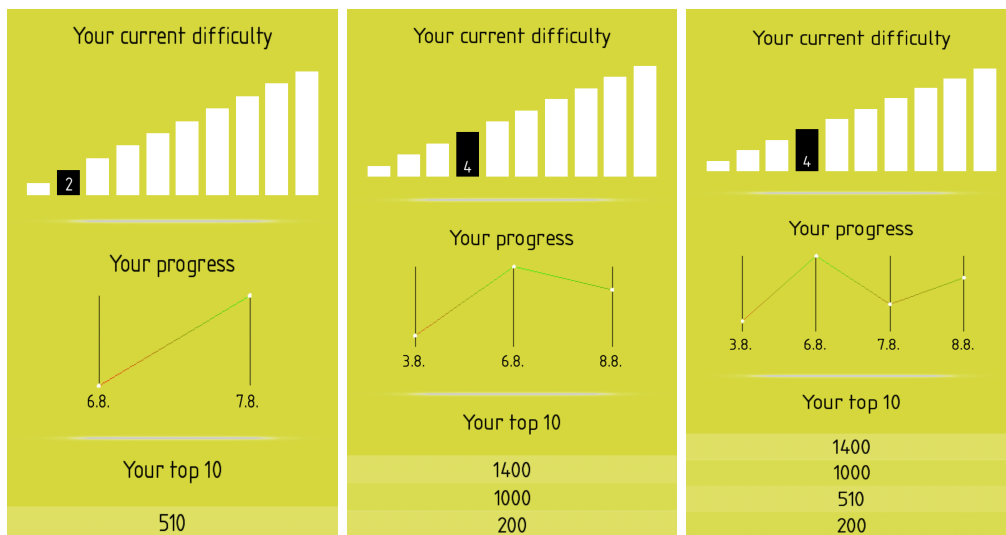 Your current difficulty
2
Your progress
6.8. 7.8.
Your top 10
510
Your current difficulty
4
Your progress
3.8. 6.8. 8.8.
Your top 10
1400
1000
200
Your current difficulty
4
Your progress
3.8. 6.8. 7.8. 8.8.
Your top 10
1400
1000
510
200